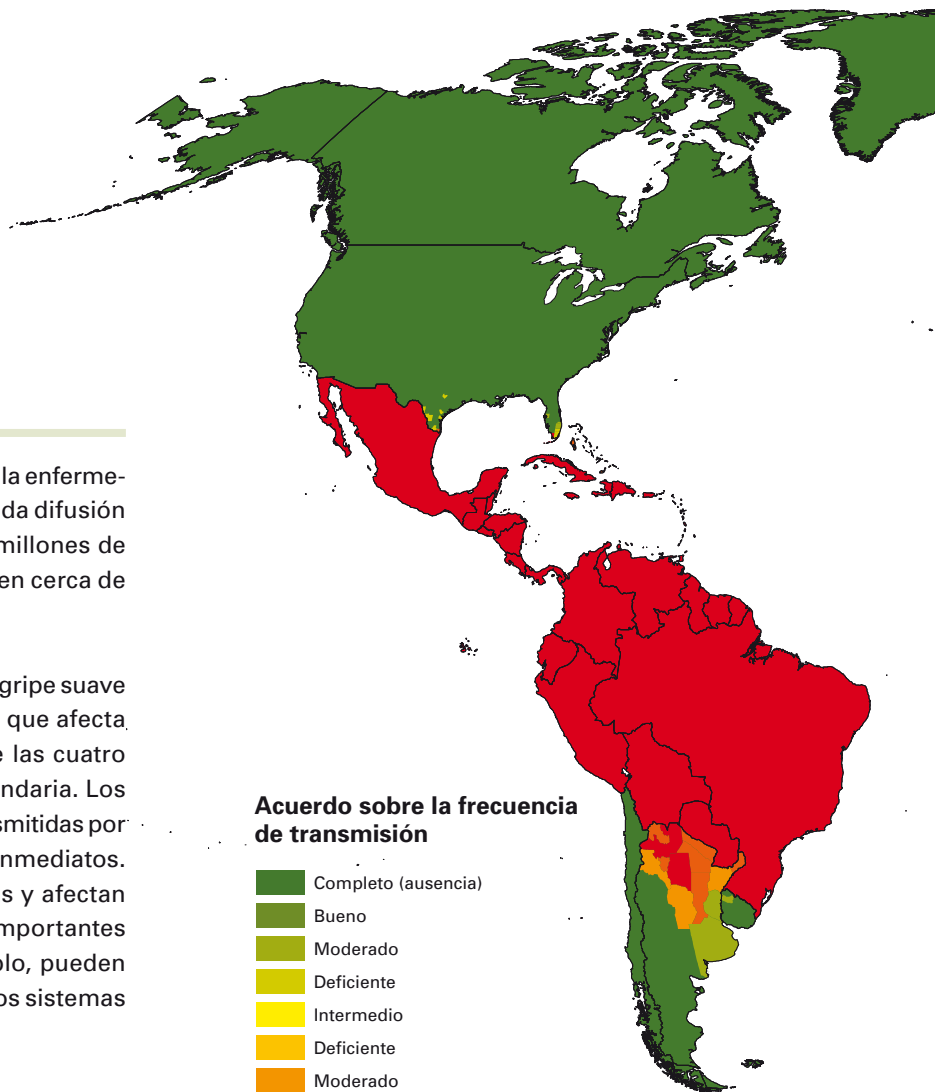 la enferme-
da difusión
millones de
en cerca de
gripe suave
que afecta
las cuatro
ndaria. Los
smitidas por
nmediatos.
s y afectan
mportantes
plo, pueden
os sistemas
Acuerdo sobre la frecuencia
de transmisión
Completo (ausencia)
Bueno
Moderado
Deficiente
Intermedio
Deficiente
Moderado